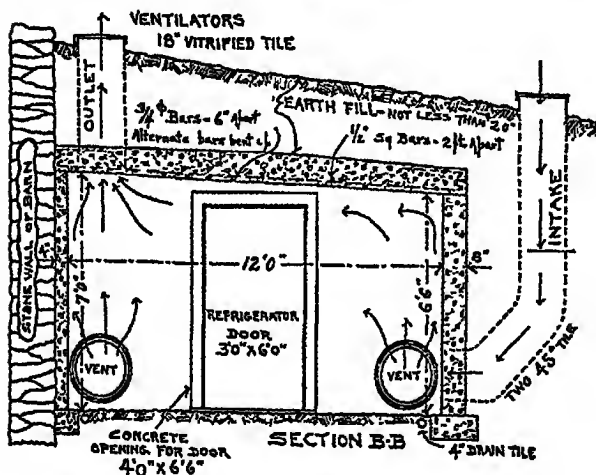 VENTILATORS
18" VITRIFIED TILE
OUTLET
3/4"ϕ Bars - 6" Apart
Alternate bars bent up
EARTH FILL - NOT LESS THAN 20"
1/2" Sq Bars - 2 ft Apart
INTAKE
STONE WALL OF BARN
12'0"
8"
7'0"
6'6"
REFRIGERATOR
DOOR
3'0" X 6'0"
VENT
VENT
TWO 45° TILE
CONCRETE
OPENING FOR DOOR
4'0" X 6'6"
SECTION B-B
4" DRAIN TILE